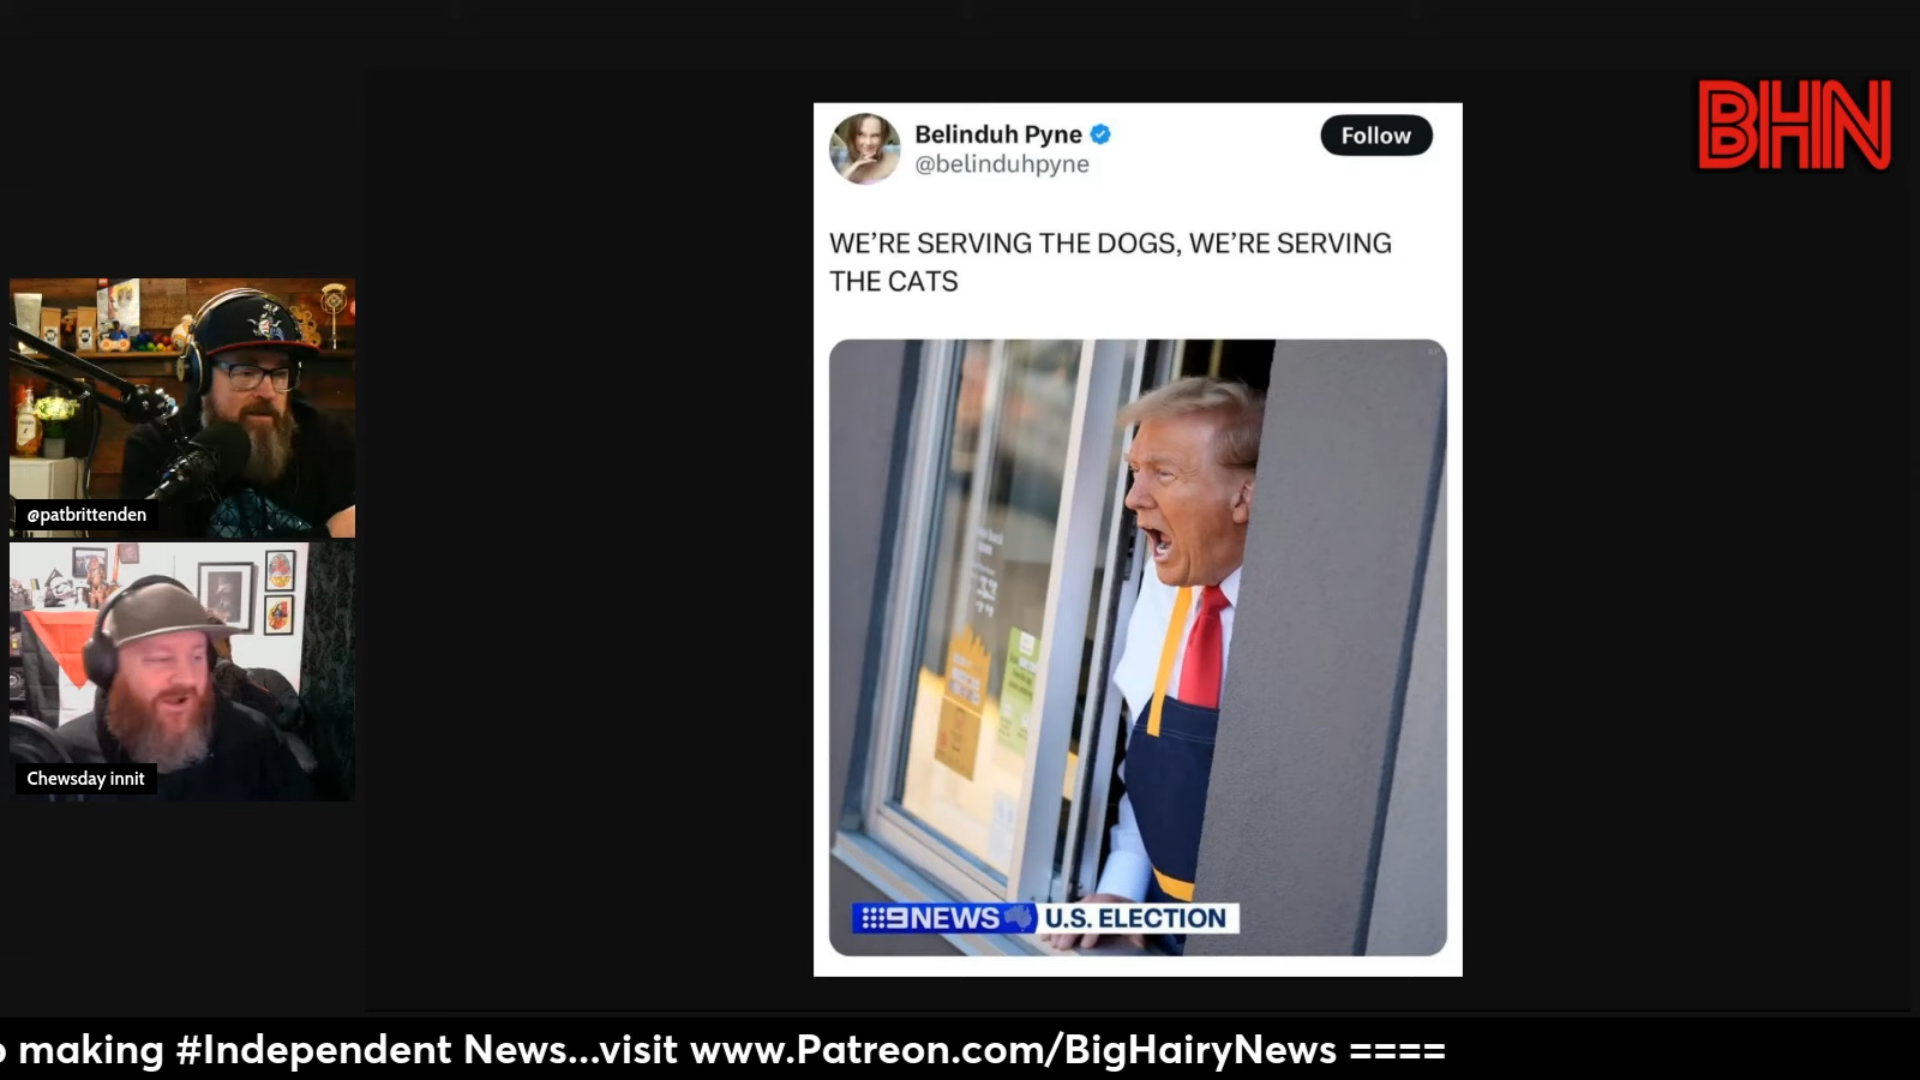 BHN
Belinduh Pyne
@belinduhpyne
Follow
WE’RE SERVING THE DOGS, WE’RE SERVING
THE CATS
@patbrittenden
Chewsday innit
9NEWS U.S. ELECTION
making #Independent News...visit www.Patreon.com/BigHairyNews ====